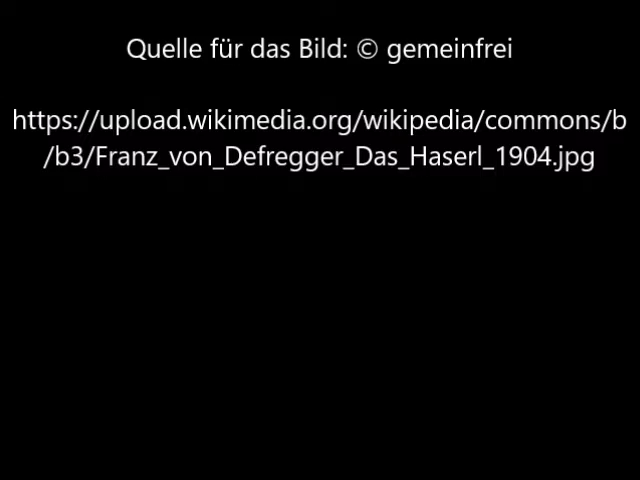 Quelle für das Bild: © gemeinfrei
https://upload.wikimedia.org/wikipedia/commons/b
/b3/Franz_von_Defregger_Das_Haserl_1904.jpg